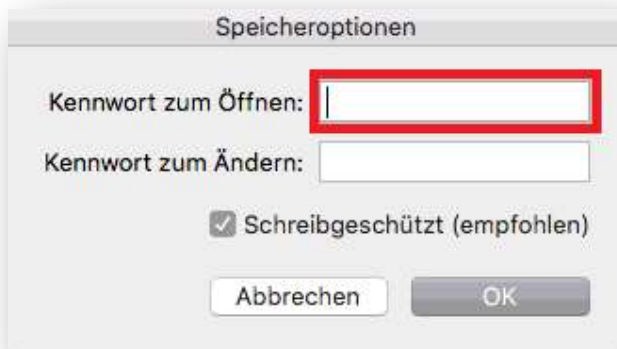 Speicheroptionen
Kennwort zum Öffnen:
Kennwort zum Ändern:
Schreibgeschützt (empfohlen)
Abbrechen OK